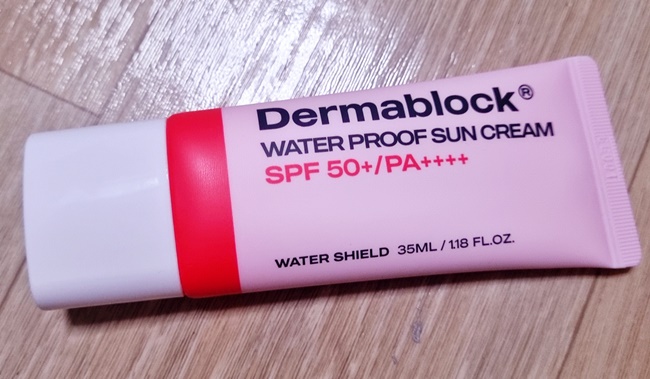 Dermablock®
WATER PROOF SUN CREAM
SPF 50+/PA++++
WATER SHIELD 35ML / 1.18 FL.OZ.